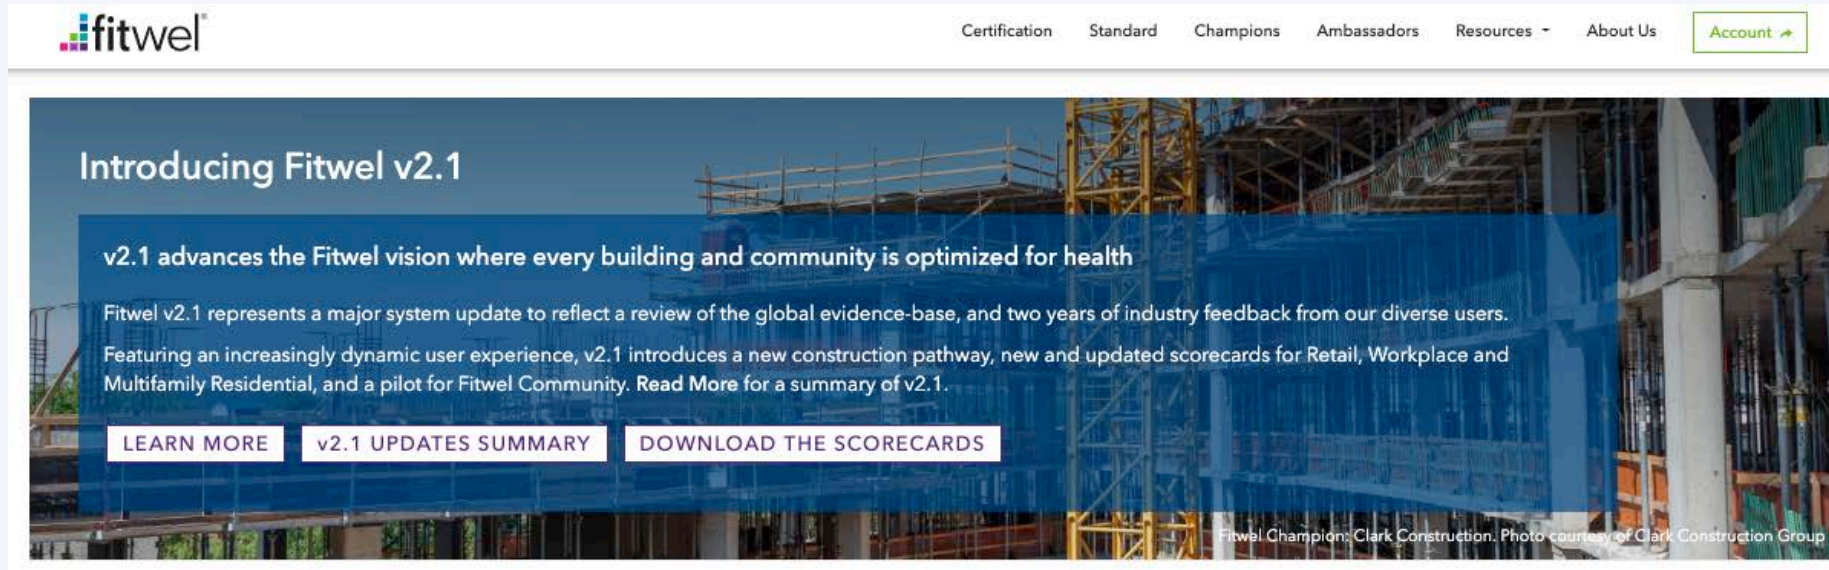 fitwel®
Certification Standard Champions Ambassadors Resources About Us Account
Introducing Fitwel v2.1
v2.1 advances the Fitwel vision where every building and community is optimized for health
Fitwel v2.1 represents a major system update to reflect a review of the global evidence-base, and two years of industry feedback from our diverse users.
Featuring an increasingly dynamic user experience, v2.1 introduces a new construction pathway, new and updated scorecards for Retail, Workplace and
Multifamily Residential, and a pilot for Fitwel Community. Read More for a summary of v2.1.
LEARN MORE v2.1 UPDATES SUMMARY DOWNLOAD THE SCORECARDS
Fitwel Champion: Clark Construction. Photo courtesy of Clark Construction Group